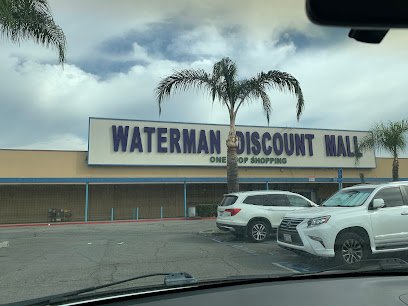 WATERMAN DISCOUNT MALL
ONE STOP SHOPPING